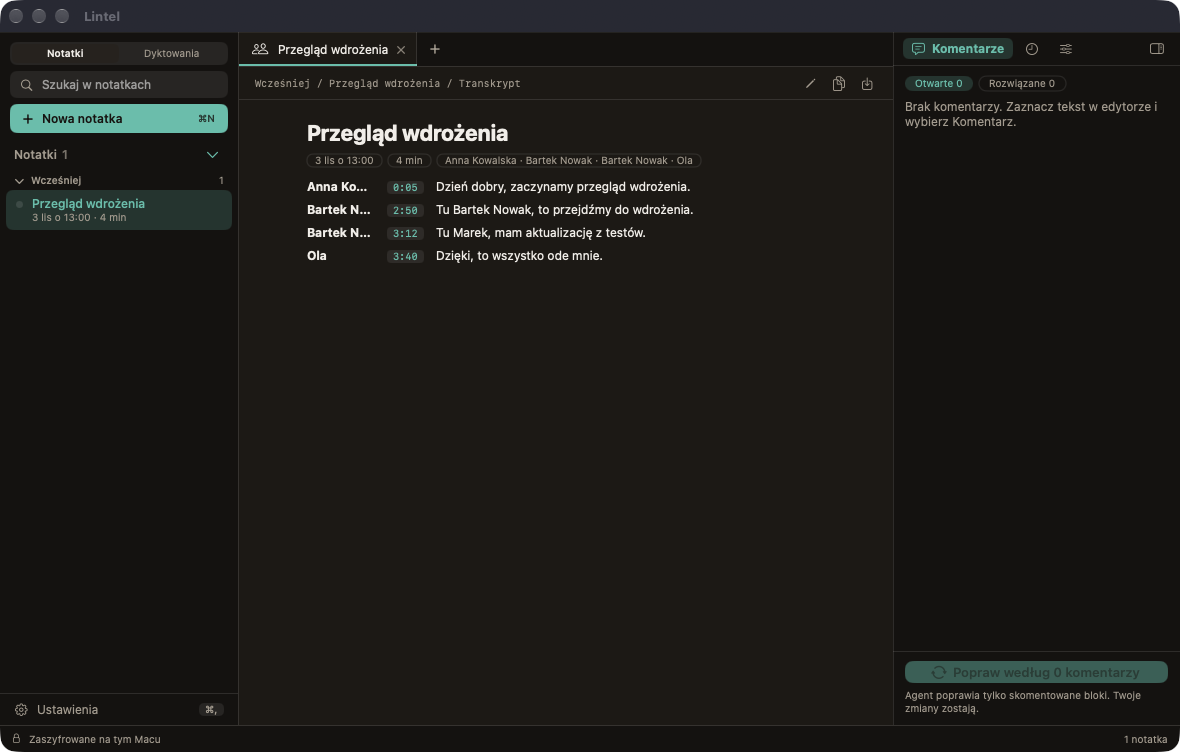 Lintel
Notatki
Dyktowania
Szukaj w notatkach
+ Nowa notatka ⌘N
Notatki 1
Wcześniej 1
Przegląd wdrożenia
3 lis o 13:00 · 4 min
Ustawienia ⌘,
Zaszyfrowane na tym Macu
Przegląd wdrożenia
Wcześniej / Przegląd wdrożenia / Transkrypt
Przegląd wdrożenia
3 lis o 13:00 4 min Anna Kowalska · Bartek Nowak · Bartek Nowak · Ola
Anna Ko... 0:05 Dzień dobry, zaczynamy przegląd wdrożenia.
Bartek N... 2:50 Tu Bartek Nowak, to przejdźmy do wdrożenia.
Bartek N... 3:12 Tu Marek, mam aktualizację z testów.
Ola 3:40 Dzięki, to wszystko ode mnie.
Komentarze
Otwarte 0 Rozwiązane 0
Brak komentarzy. Zaznacz tekst w edytorze i
wybierz Komentarz.
Popraw według 0 komentarzy
Agent poprawia tylko skomentowane bloki. Twoje
zmiany zostają.
1 notatka